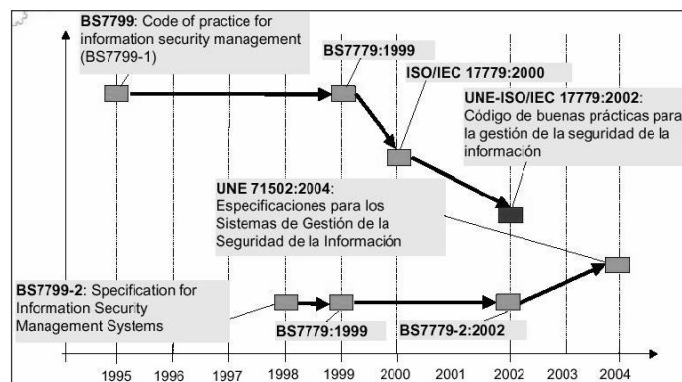 BS7799: Code of practice for
information security management
(BS7799-1)
BS7779:1999
ISO/IEC 17779:2000
UNE-ISO/IEC 17779:2002:
Código de buenas prácticas para
la gestión de la seguridad de la
información
UNE 71502:2004:
Especificaciones para los
Sistemas de Gestión de la
Seguridad de la Información
BS7799-2: Specification for
Information Security
Management Systems
BS7779:1999
BS7779-2:2002
1995 1996 1997 1998 1999 2000 2001 2002 2003 2004